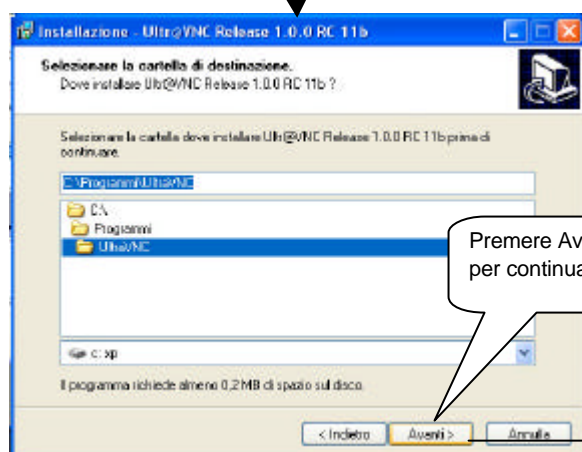 Installazione - Ultr@VNC Release 1.0.0 RC 11b
Selezionare la cartella di destinazione.
Dove installare Ultr@VNC Release 1.0.0 RC 11b ?
Selezionare la cartella dove installare Ultr@VNC Release 1.0.0 RC 11b prima di
continuare.
C:\Programmi\UltraVNC
C:\
Programmi
UltraVNC
Premere Av
per continua
c: xp
Il programma richiede almeno 0,2 MB di spazio sul disco.
< Indietro
Avanti >
Annulla